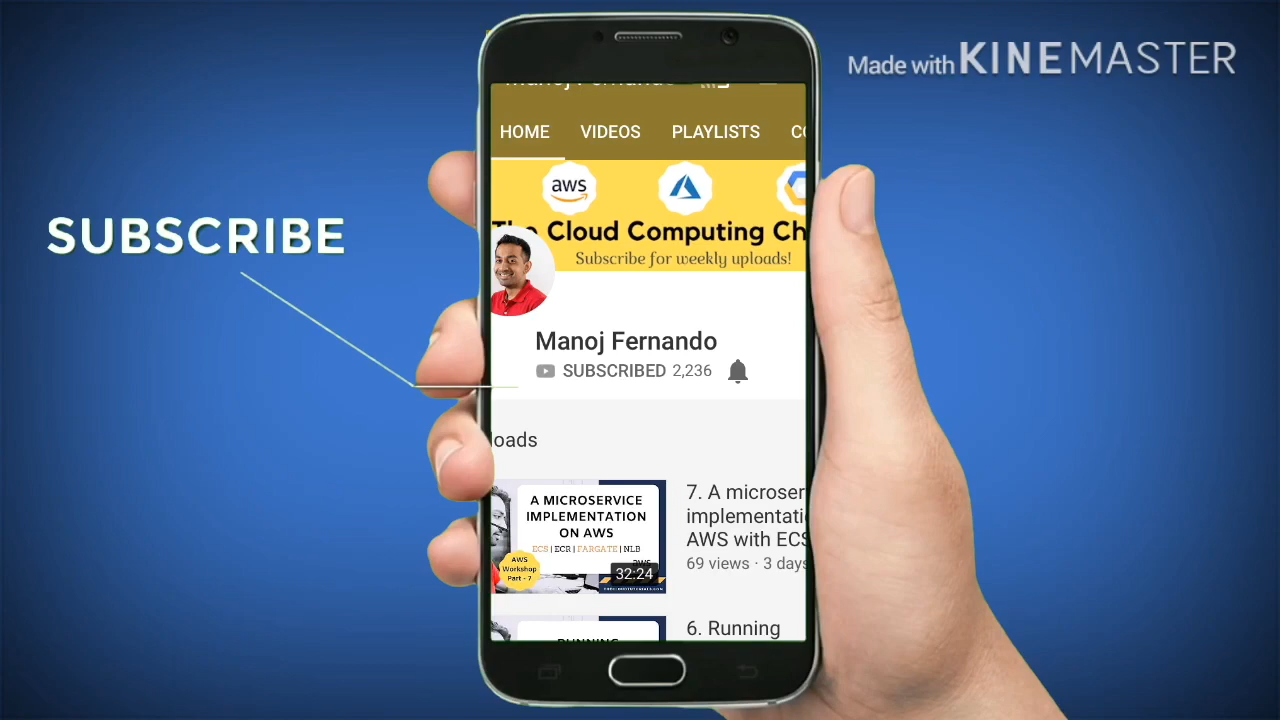 Made with KINEMASTER
HOME VIDEOS PLAYLISTS
aws
The Cloud Computing Ch
Subscribe for weekly uploads!
SUBSCRIBE
Manoj Fernando
SUBSCRIBED 2,236
loads
A MICROSERVICE
IMPLEMENTATION
ON AWS
ECS | ECR | FARGATE | NLB
AWS
Workshop
Part - 7
32:24
7. A microser
implementati
AWS with ECS
69 views · 3 days
6. Running